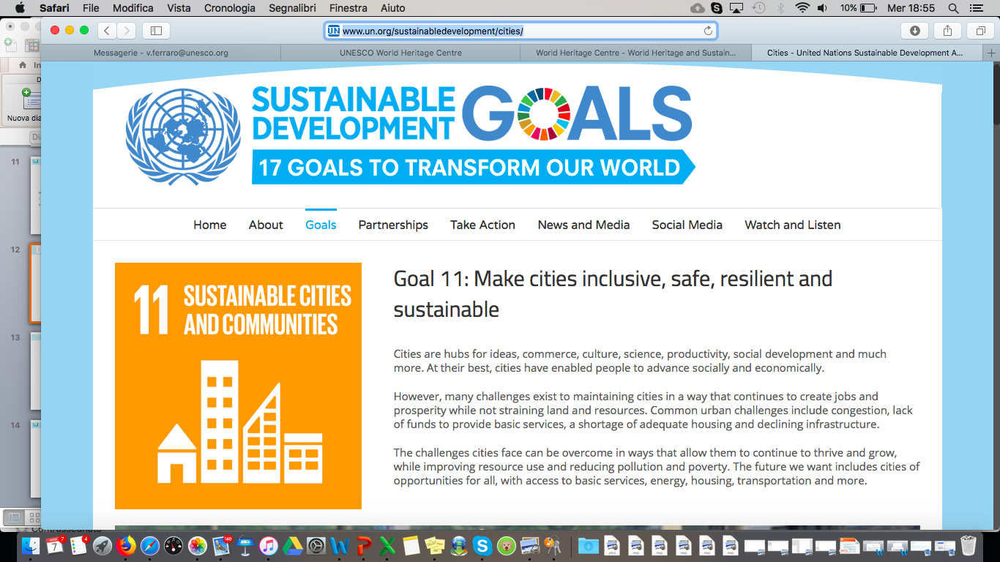 Safari File Modifica Vista Cronologia Segnalibri Finestra Aiuto 10% Mer 18:55
www.un.org/sustainabledevelopment/cities/
Messagerie - v.ferraro@unesco.org UNESCO World Heritage Centre World Heritage Centre - World Heritage and Sustain... Cities - United Nations Sustainable Development A...
In
Nuova dia
11
12
13
14
SUSTAINABLE
DEVELOPMENT
GOALS
17 GOALS TO TRANSFORM OUR WORLD
Home About Goals Partnerships Take Action News and Media Social Media Watch and Listen
11 SUSTAINABLE CITIES
AND COMMUNITIES
Goal 11: Make cities inclusive, safe, resilient and
sustainable
Cities are hubs for ideas, commerce, culture, science, productivity, social development and much
more. At their best, cities have enabled people to advance socially and economically.
However, many challenges exist to maintaining cities in a way that continues to create jobs and
prosperity while not straining land and resources. Common urban challenges include congestion, lack
of funds to provide basic services, a shortage of adequate housing and declining infrastructure.
The challenges cities face can be overcome in ways that allow them to continue to thrive and grow,
while improving resource use and reducing pollution and poverty. The future we want includes cities of
opportunities for all, with access to basic services, energy, housing, transportation and more.